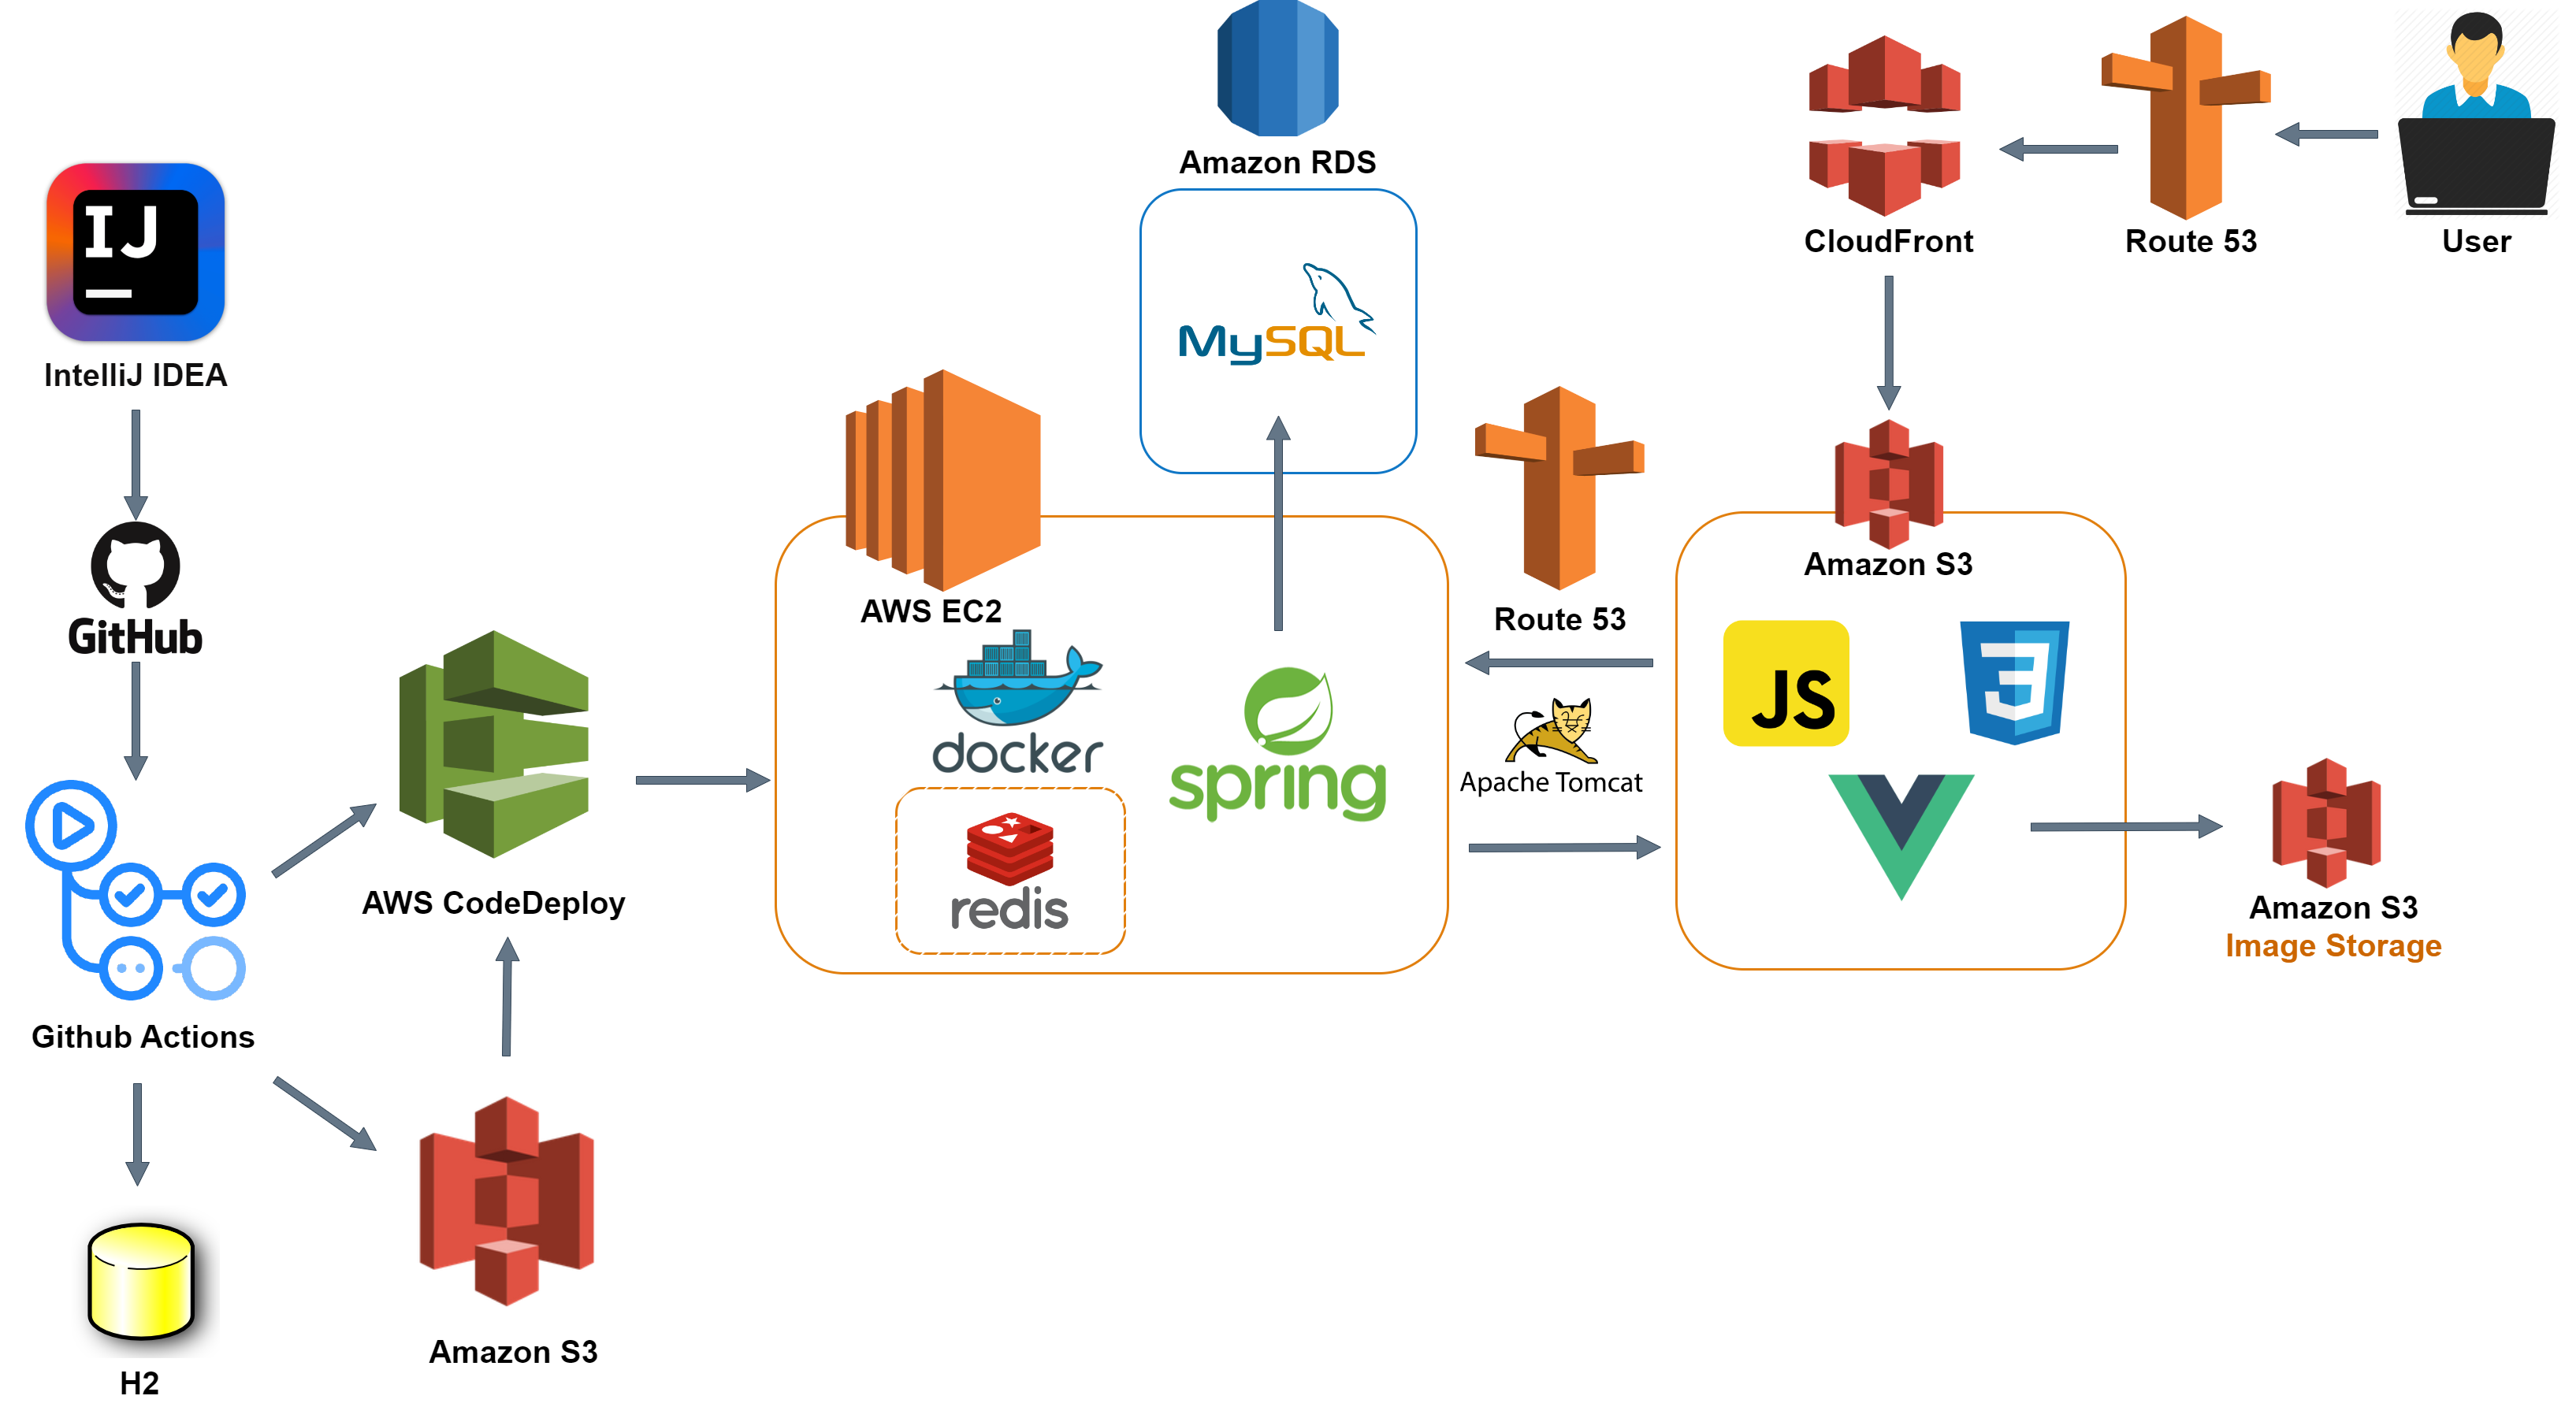 Amazon RDS
MySQL
CloudFront
Route 53
User
IJ
IntelliJ IDEA
GitHub
Github Actions
H2
AWS CodeDeploy
Amazon S3
AWS EC2
docker
redis
spring
Route 53
Apache Tomcat
Amazon S3
JS
3
Amazon S3
Image Storage